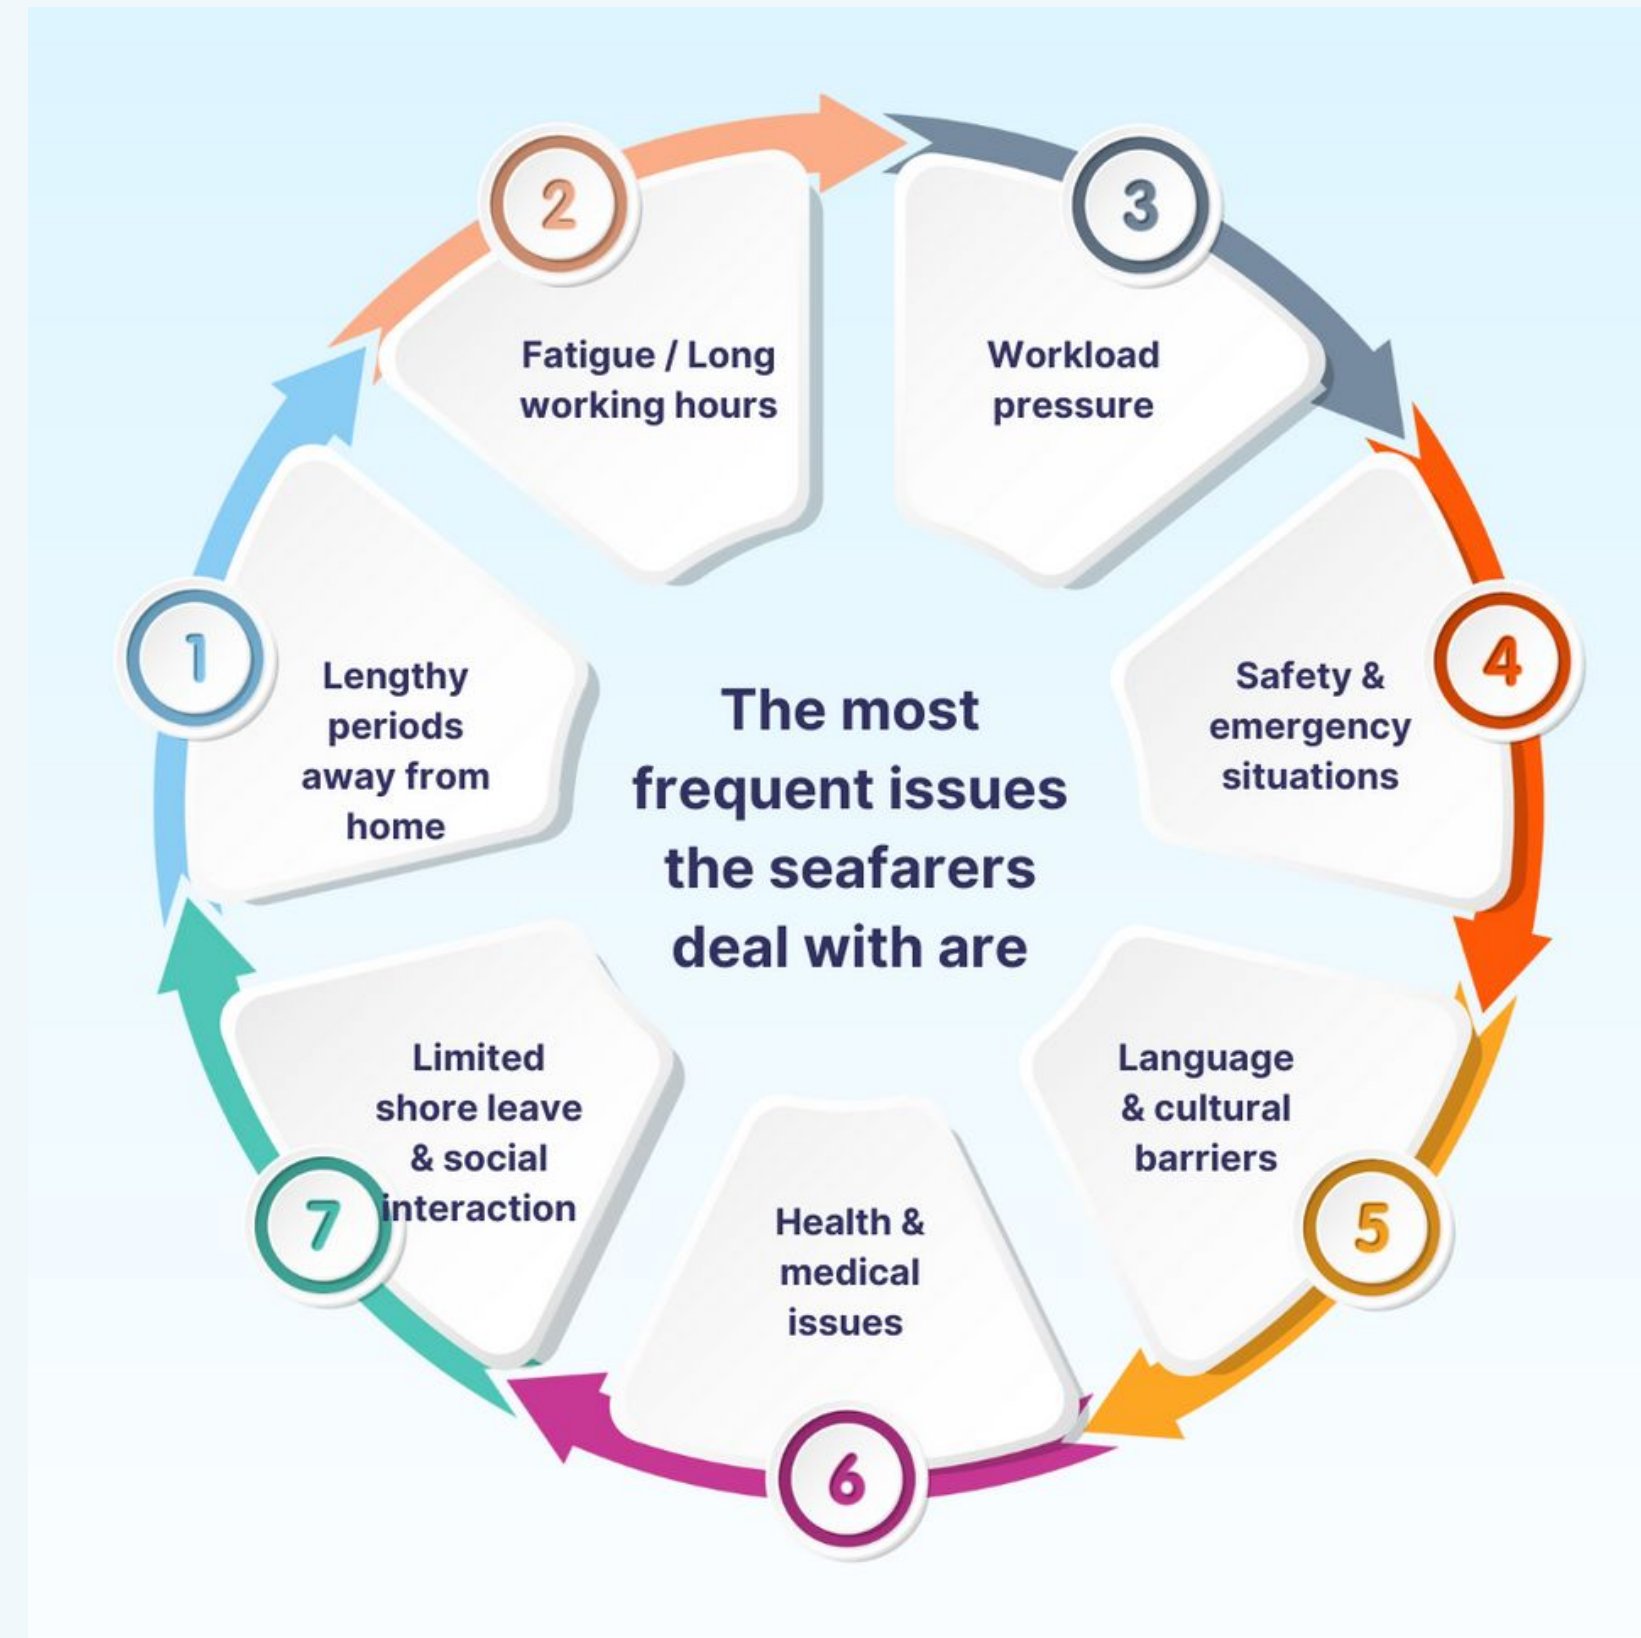 The most
frequent issues
the seafarers
deal with are
1
Lengthy
periods
away from
home
2
Fatigue / Long
working hours
3
Workload
pressure
4
Safety &
emergency
situations
5
Language
& cultural
barriers
6
Health &
medical
issues
7
Limited
shore leave
& social
interaction